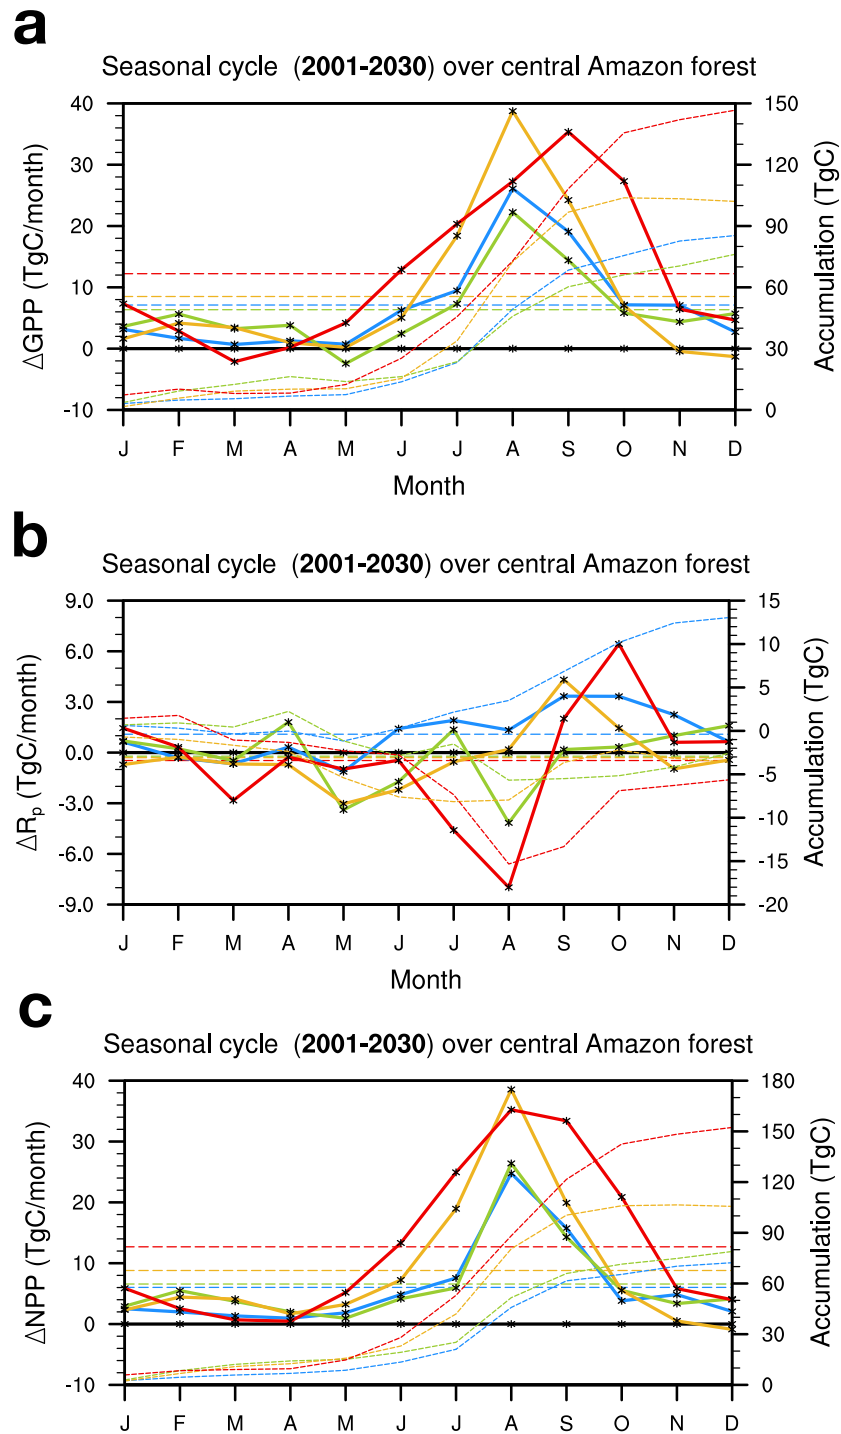 a
Seasonal cycle (2001-2030) over central Amazon forest
ΔGPP (TgC/month)
40
30
20
10
0
-10
150
120
90
60
30
0
Accumulation (TgC)
J F M A M J J A S O N D
Month
b
Seasonal cycle (2001-2030) over central Amazon forest
ΔRp (TgC/month)
9.0
6.0
3.0
0.0
-3.0
-6.0
-9.0
15
10
5
0
-5
-10
-15
-20
Accumulation (TgC)
J F M A M J J A S O N D
Month
c
Seasonal cycle (2001-2030) over central Amazon forest
ΔNPP (TgC/month)
40
30
20
10
0
-10
180
150
120
90
60
30
0
Accumulation (TgC)
J F M A M J J A S O N D